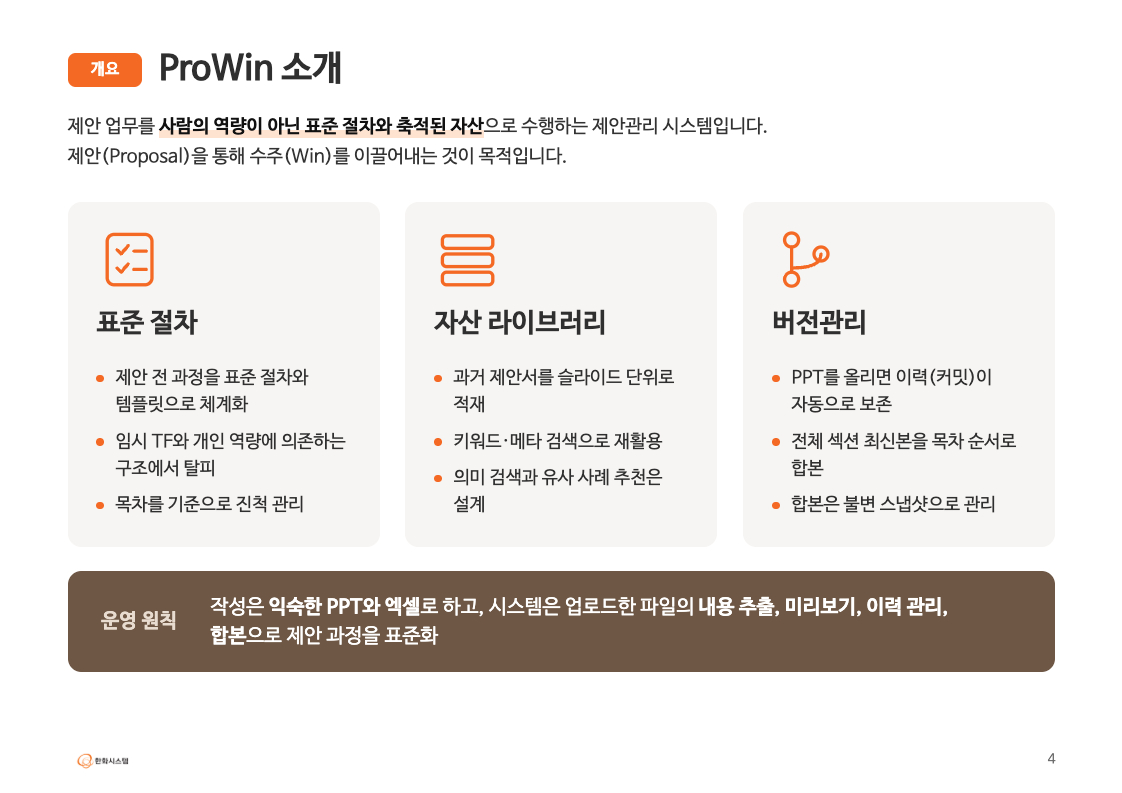 개요
ProWin 소개
제안 업무를 사람의 역량이 아닌 표준 절차와 축적된 자산으로 수행하는 제안관리 시스템입니다.
제안(Proposal)을 통해 수주(Win)를 이끌어내는 것이 목적입니다.
표준 절차
제안 전 과정을 표준 절차와
템플릿으로 체계화
임시 TF와 개인 역량에 의존하는
구조에서 탈피
목차를 기준으로 진척 관리
자산 라이브러리
과거 제안서를 슬라이드 단위로
적재
키워드·메타 검색으로 재활용
의미 검색과 유사 사례 추천은
설계
버전관리
PPT를 올리면 이력(커밋)이
자동으로 보존
전체 섹션 최신본을 목차 순서로
합본
합본은 불변 스냅샷으로 관리
운영 원칙
작성은 익숙한 PPT와 엑셀로 하고, 시스템은 업로드한 파일의 내용 추출, 미리보기, 이력 관리,
합본으로 제안 과정을 표준화
한화시스템
4